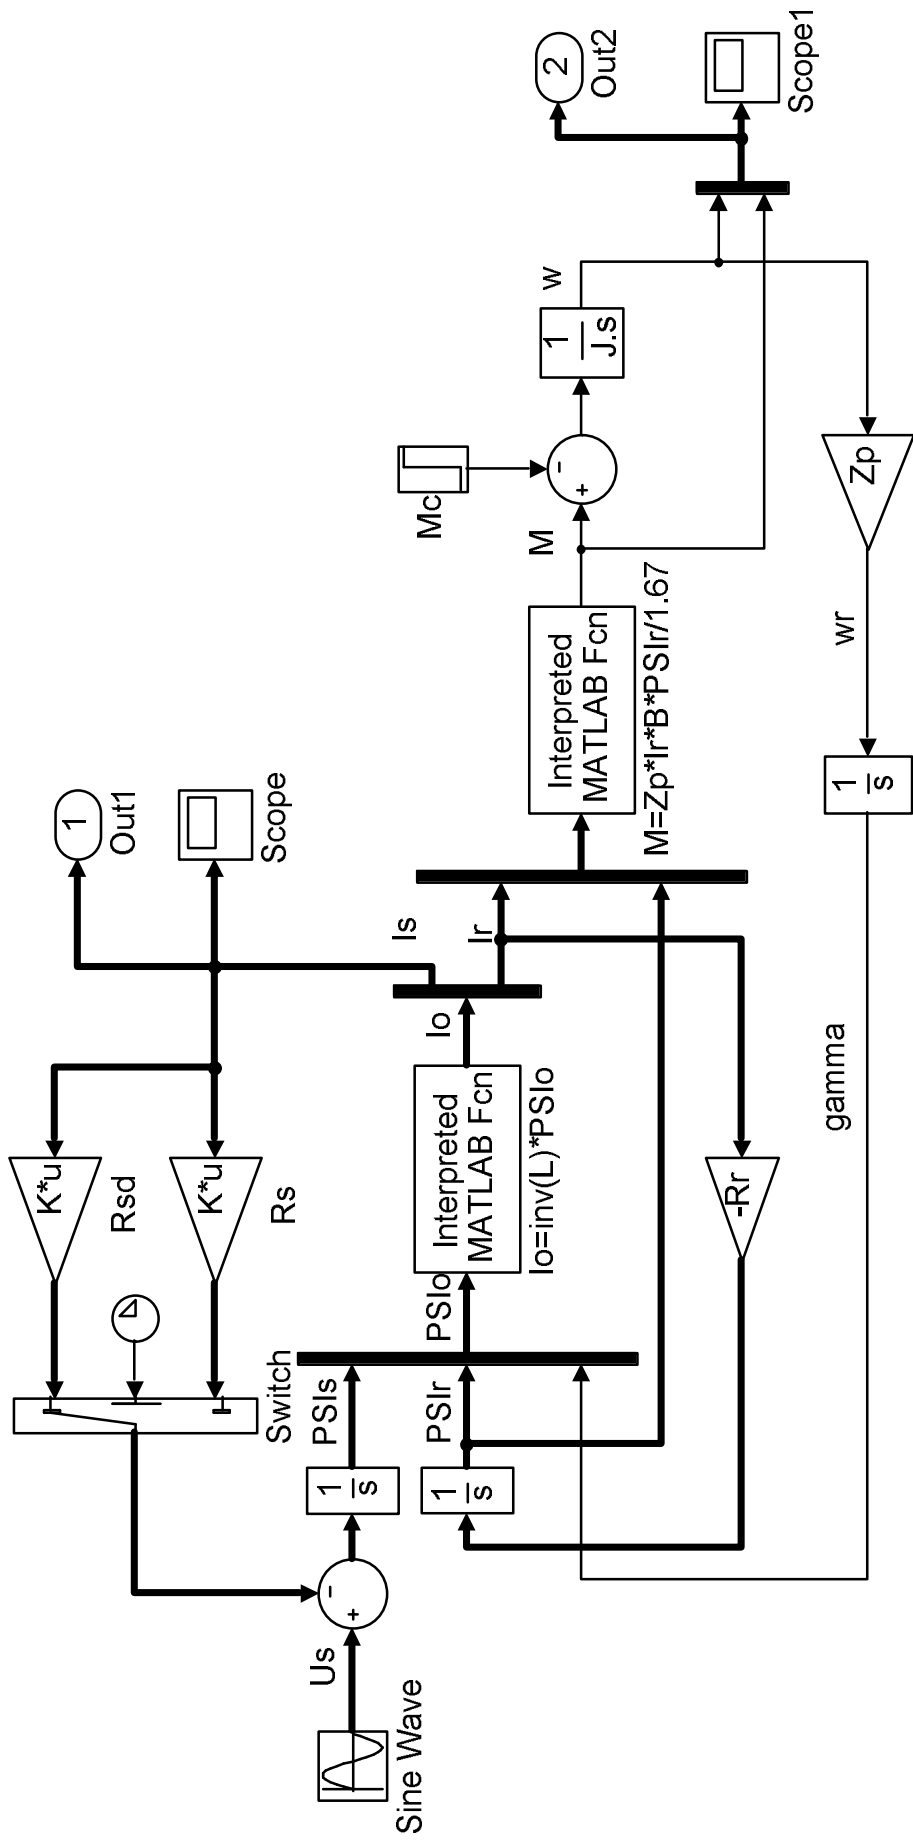 K*u
Rsd
K*u
Rs
1
Out1
Scope
Switch
Sine Wave
Us
1
s
PSIs
1
s
PSIr
PSIo
Interpreted
MATLAB Fcn
Io=inv(L)*PSIo
Io
Is
Ir
-Rr
Interpreted
MATLAB Fcn
M=Zp*Ir*B*PSIr/1.67
M
Mc
1
J.s
w
2
Out2
Scope1
Zp
wr
1
s
gamma